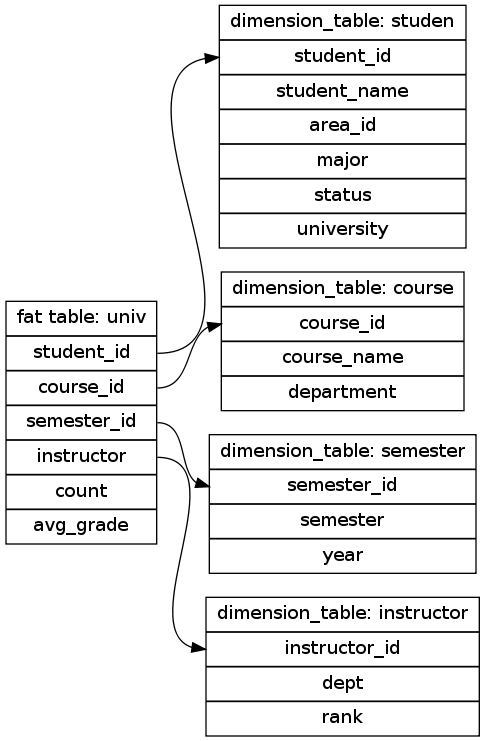 dimension_table: studen
student_id
student_name
area_id
major
status
university
fat table: univ
student_id
course_id
semester_id
instructor
count
avg_grade
dimension_table: course
course_id
course_name
department
dimension_table: semester
semester_id
semester
year
dimension_table: instructor
instructor_id
dept
rank